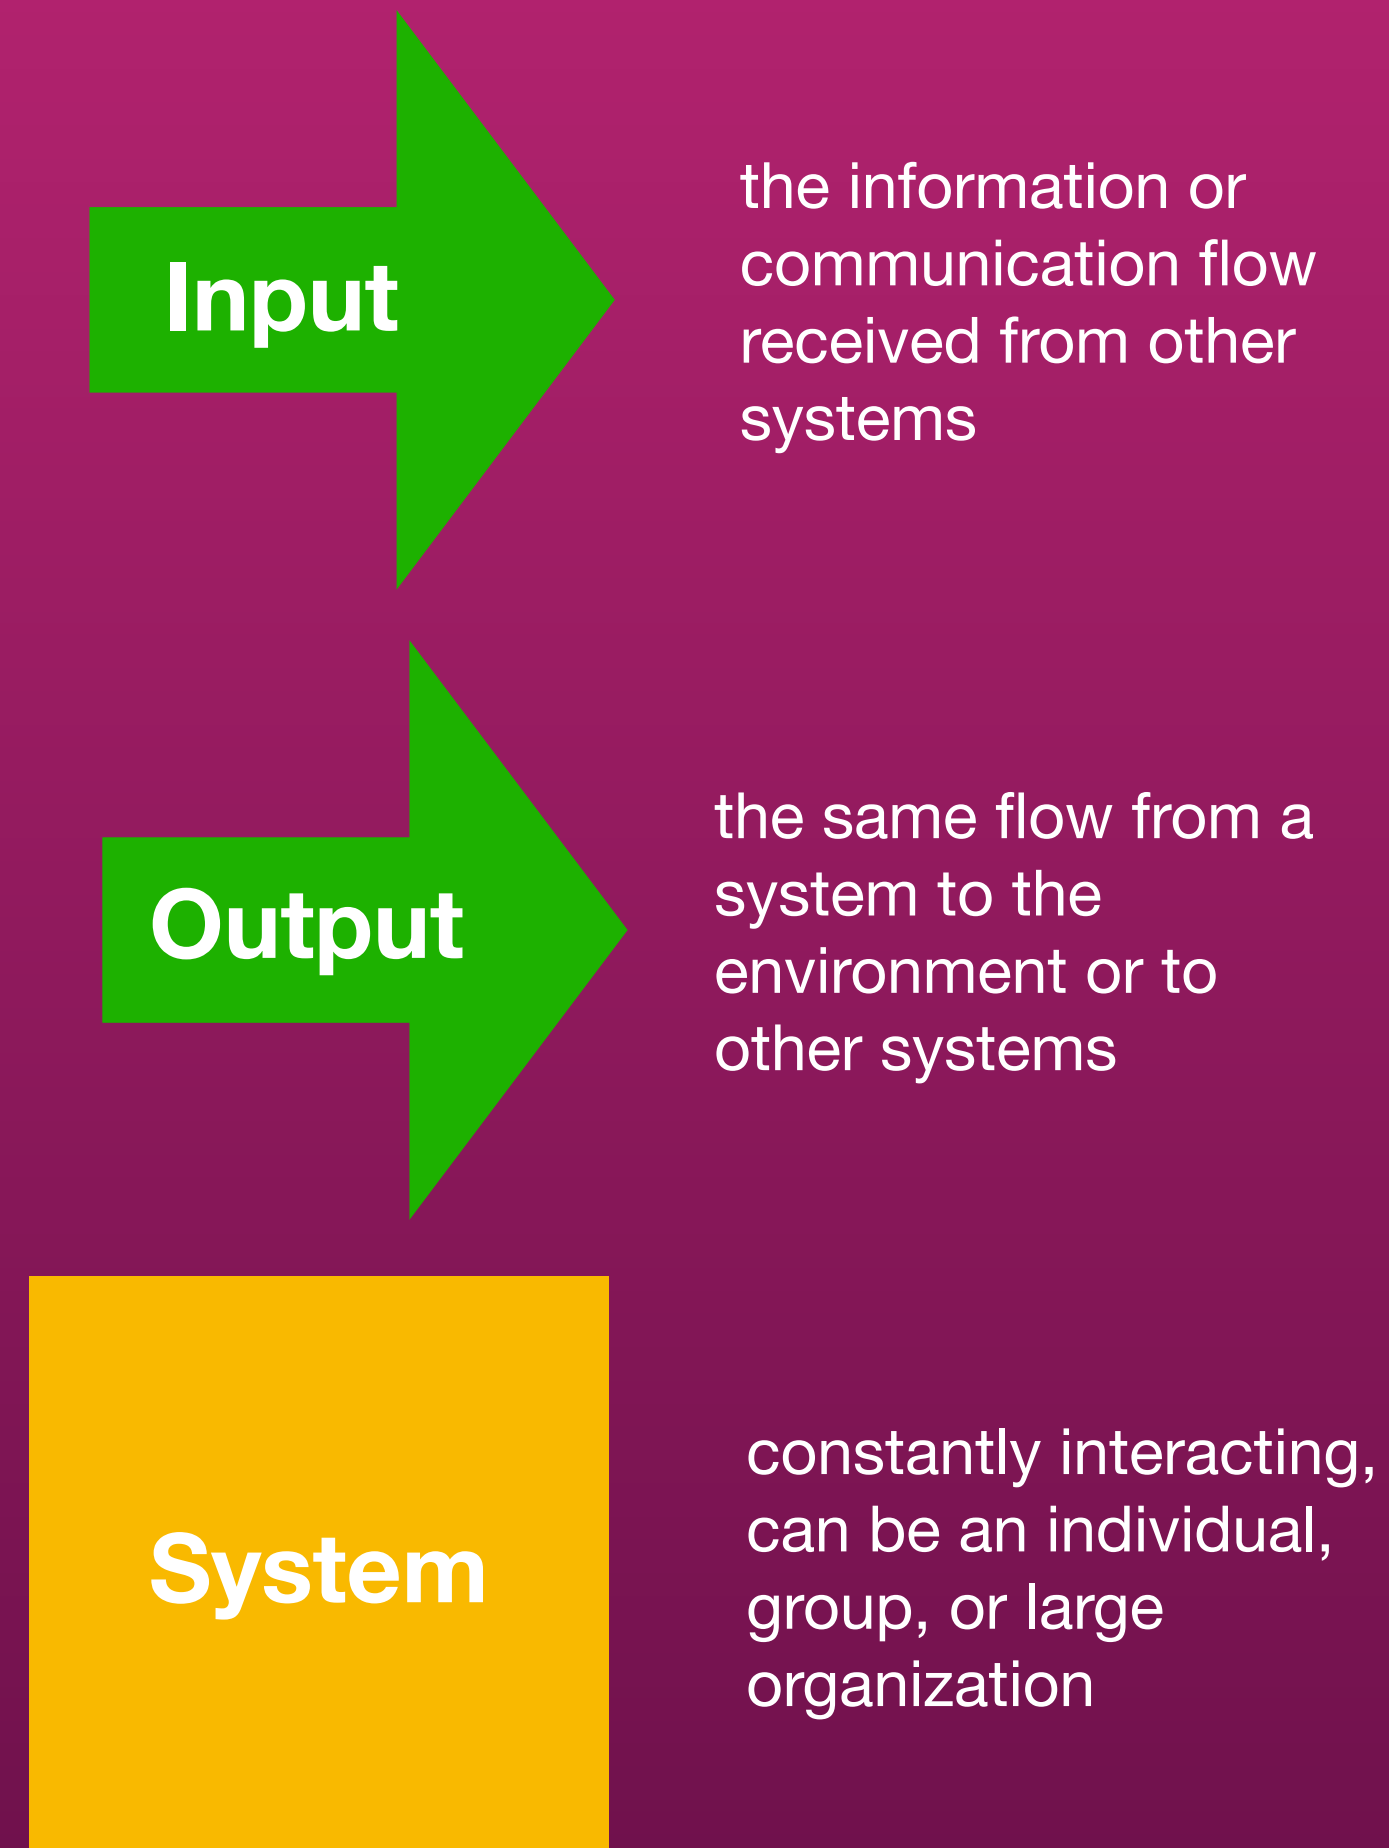 Input
the information or
communication flow
received from other
systems
Output
the same flow from a
system to the
environment or to
other systems
System
constantly interacting,
can be an individual,
group, or large
organization